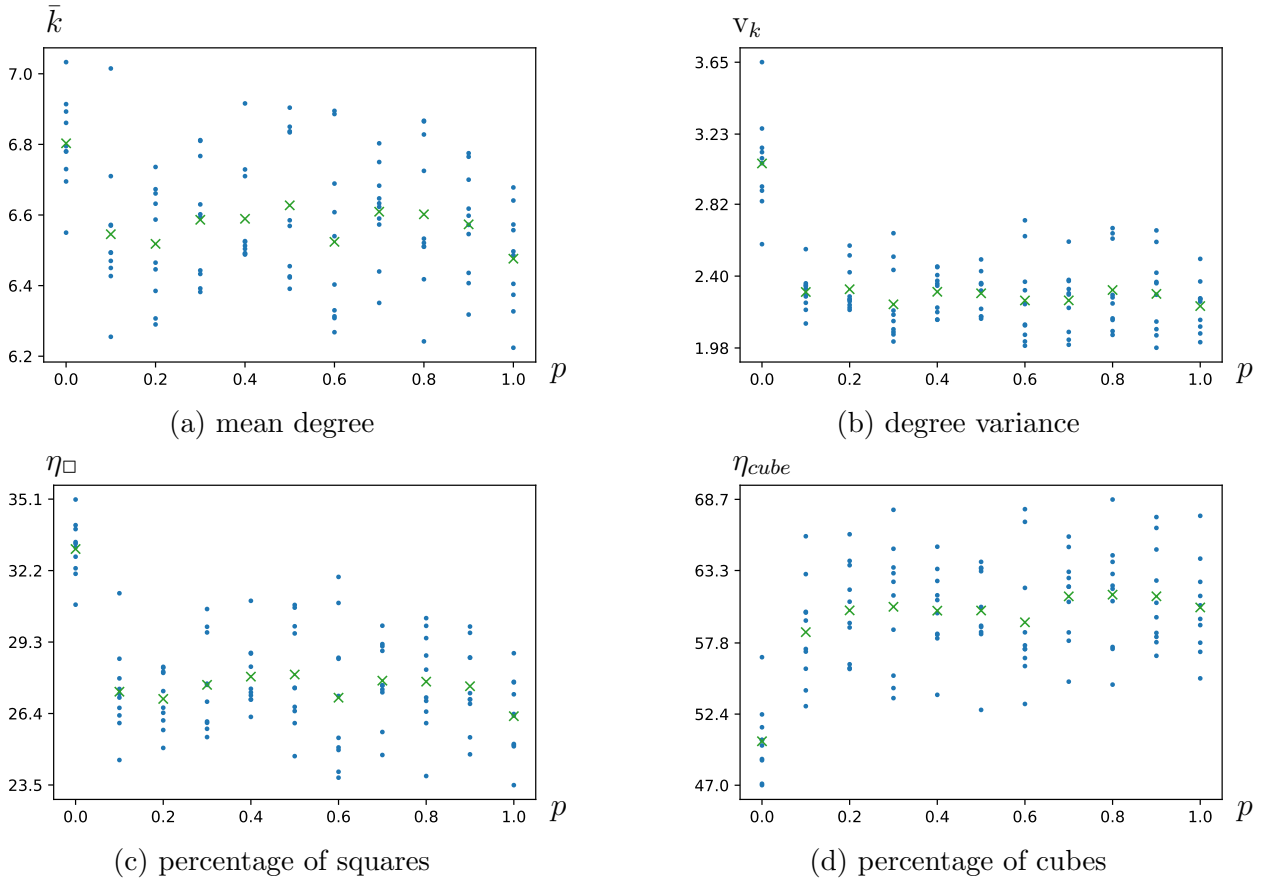 k̄
7.0
6.8
6.6
6.4
6.2
0.0 0.2 0.4 0.6 0.8 1.0 p
(a) mean degree
vₖ
3.65
3.23
2.82
2.40
1.98
0.0 0.2 0.4 0.6 0.8 1.0 p
(b) degree variance
η□
35.1
32.2
29.3
26.4
23.5
0.0 0.2 0.4 0.6 0.8 1.0 p
(c) percentage of squares
η_cube
68.7
63.3
57.8
52.4
47.0
0.0 0.2 0.4 0.6 0.8 1.0 p
(d) percentage of cubes